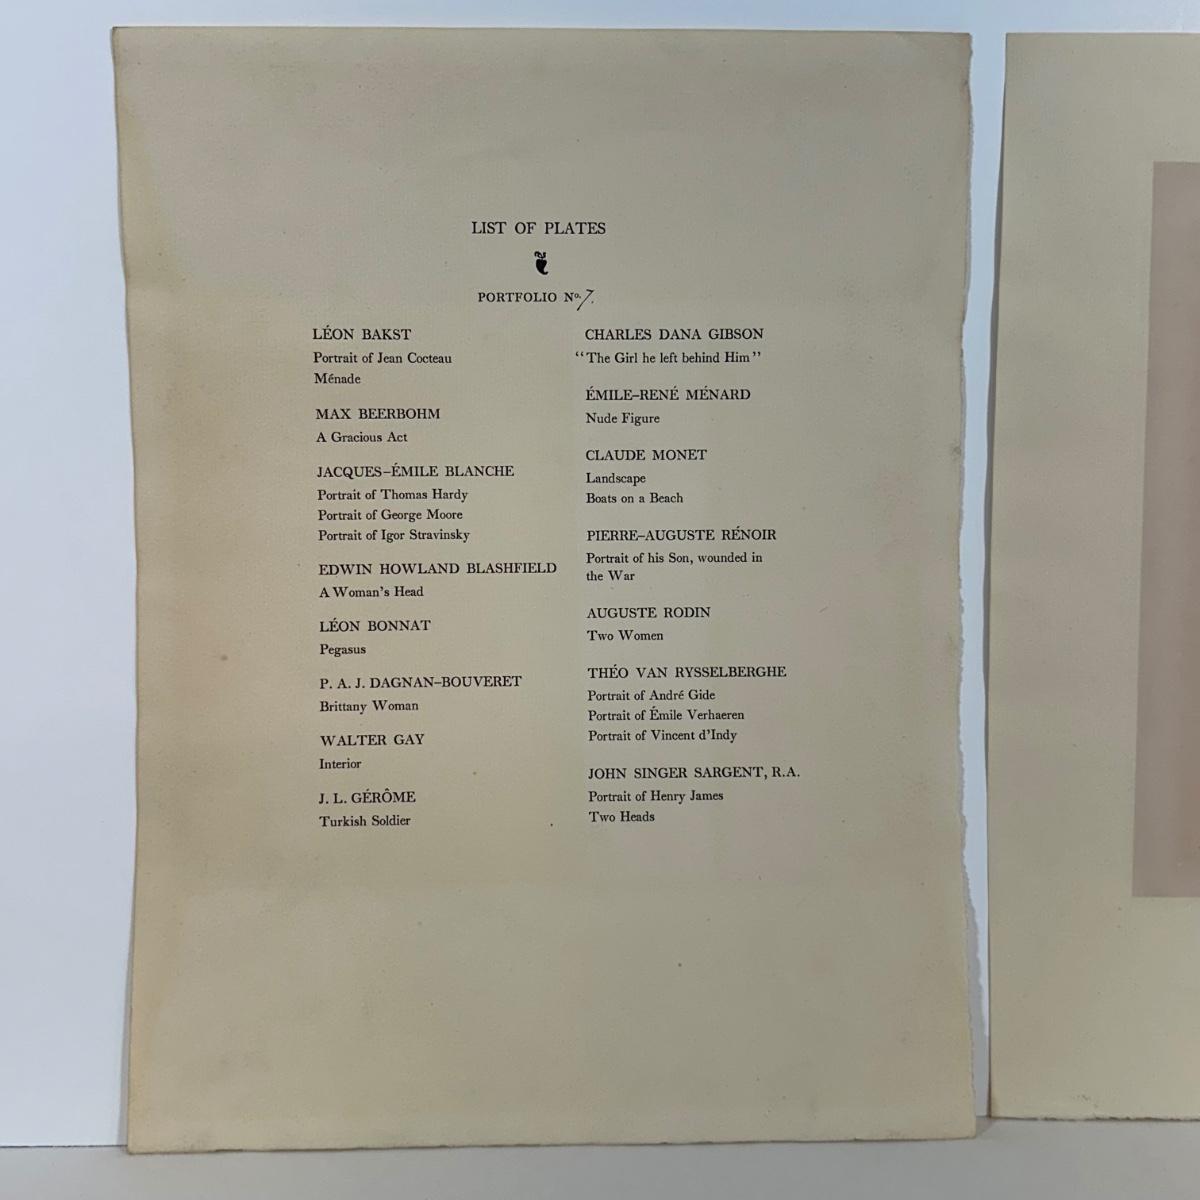 LIST OF PLATES
PORTFOLIO Nº. 7.
LÉON BAKST
Portrait of Jean Cocteau
Ménade
MAX BEERBOHM
A Gracious Act
JACQUES–ÉMILE BLANCHE
Portrait of Thomas Hardy
Portrait of George Moore
Portrait of Igor Stravinsky
EDWIN HOWLAND BLASHFIELD
A Woman's Head
LÉON BONNAT
Pegasus
P. A. J. DAGNAN–BOUVERET
Brittany Woman
WALTER GAY
Interior
J. L. GÉRÔME
Turkish Soldier
CHARLES DANA GIBSON
“The Girl he left behind Him”
ÉMILE–RENÉ MÉNARD
Nude Figure
CLAUDE MONET
Landscape
Boats on a Beach
PIERRE–AUGUSTE RÉNOIR
Portrait of his Son, wounded in
the War
AUGUSTE RODIN
Two Women
THÉO VAN RYSSELBERGHE
Portrait of André Gide
Portrait of Émile Verhaeren
Portrait of Vincent d'Indy
JOHN SINGER SARGENT, R.A.
Portrait of Henry James
Two Heads